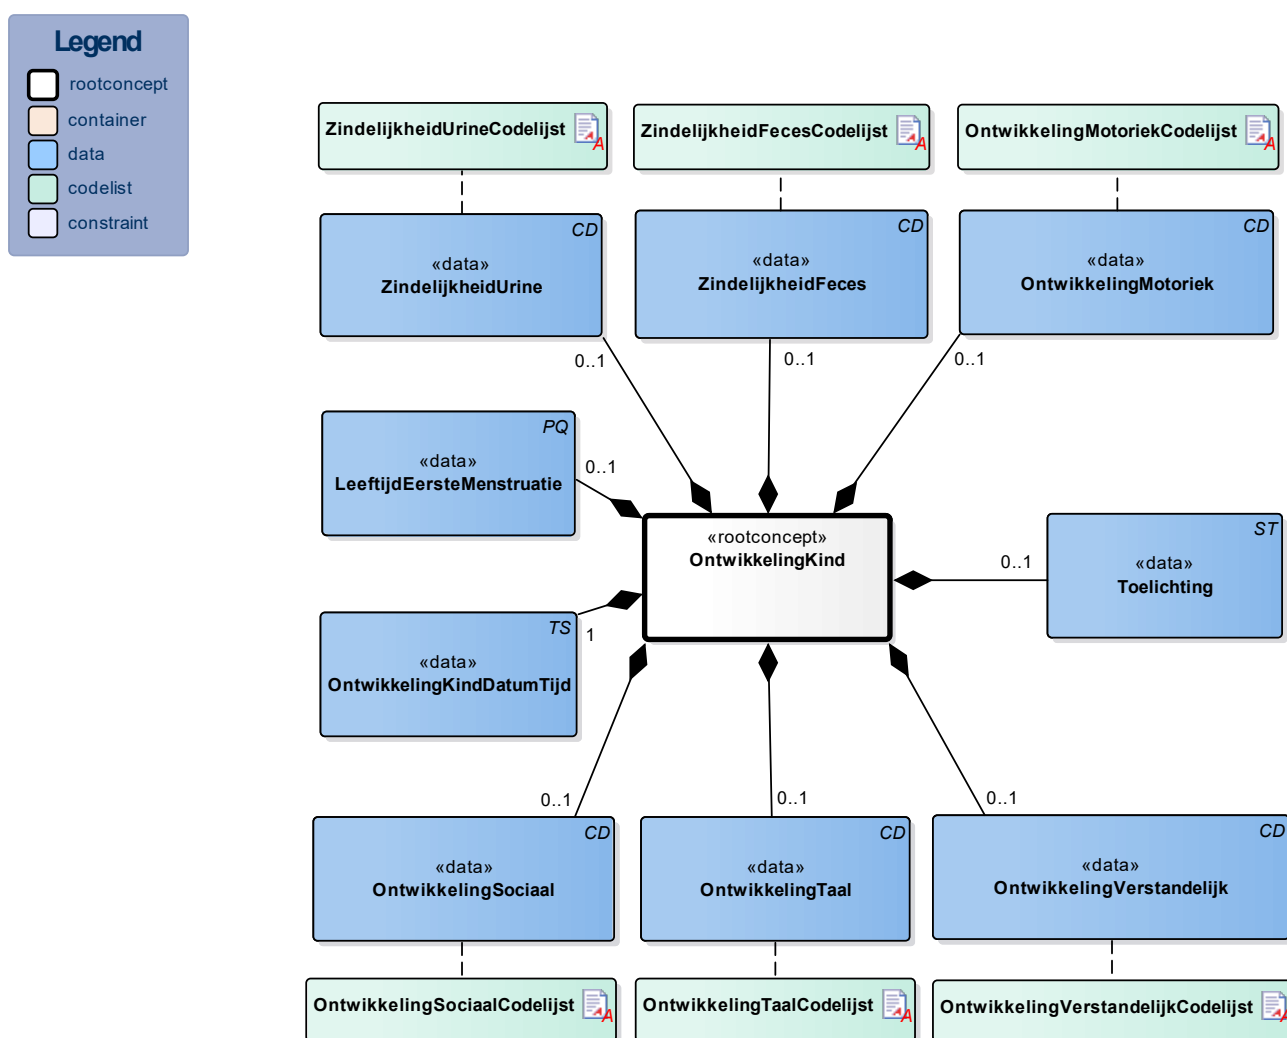 Legend
rootconcept
container
data
codelist
constraint
ZindelijkheidUrineCodelijst
ZindelijkheidFecesCodelijst
OntwikkelingMotoriekCodelijst
CD
«data»
ZindelijkheidUrine
CD
«data»
ZindelijkheidFeces
CD
«data»
OntwikkelingMotoriek
0..1
0..1
0..1
PQ
«data»
LeeftijdEersteMenstruatie
0..1
«rootconcept»
OntwikkelingKind
ST
«data»
Toelichting
0..1
TS
«data»
OntwikkelingKindDatumTijd
1
0..1
0..1
0..1
CD
«data»
OntwikkelingSociaal
CD
«data»
OntwikkelingTaal
CD
«data»
OntwikkelingVerstandelijk
OntwikkelingSociaalCodelijst
OntwikkelingTaalCodelijst
OntwikkelingVerstandelijkCodelijst